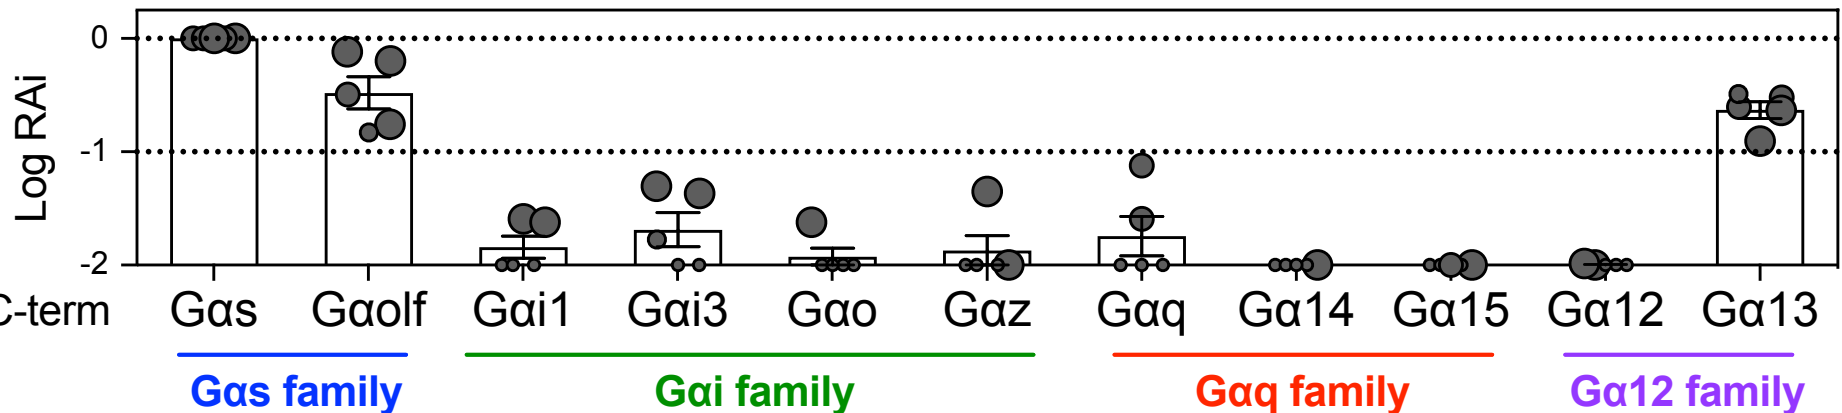 Log RAi
0
-1
-2
C-term Gαs Gαolf Gαi1 Gαi3 Gαo Gαz Gαq Gα14 Gα15 Gα12 Gα13
Gαs family Gαi family Gαq family Gα12 family